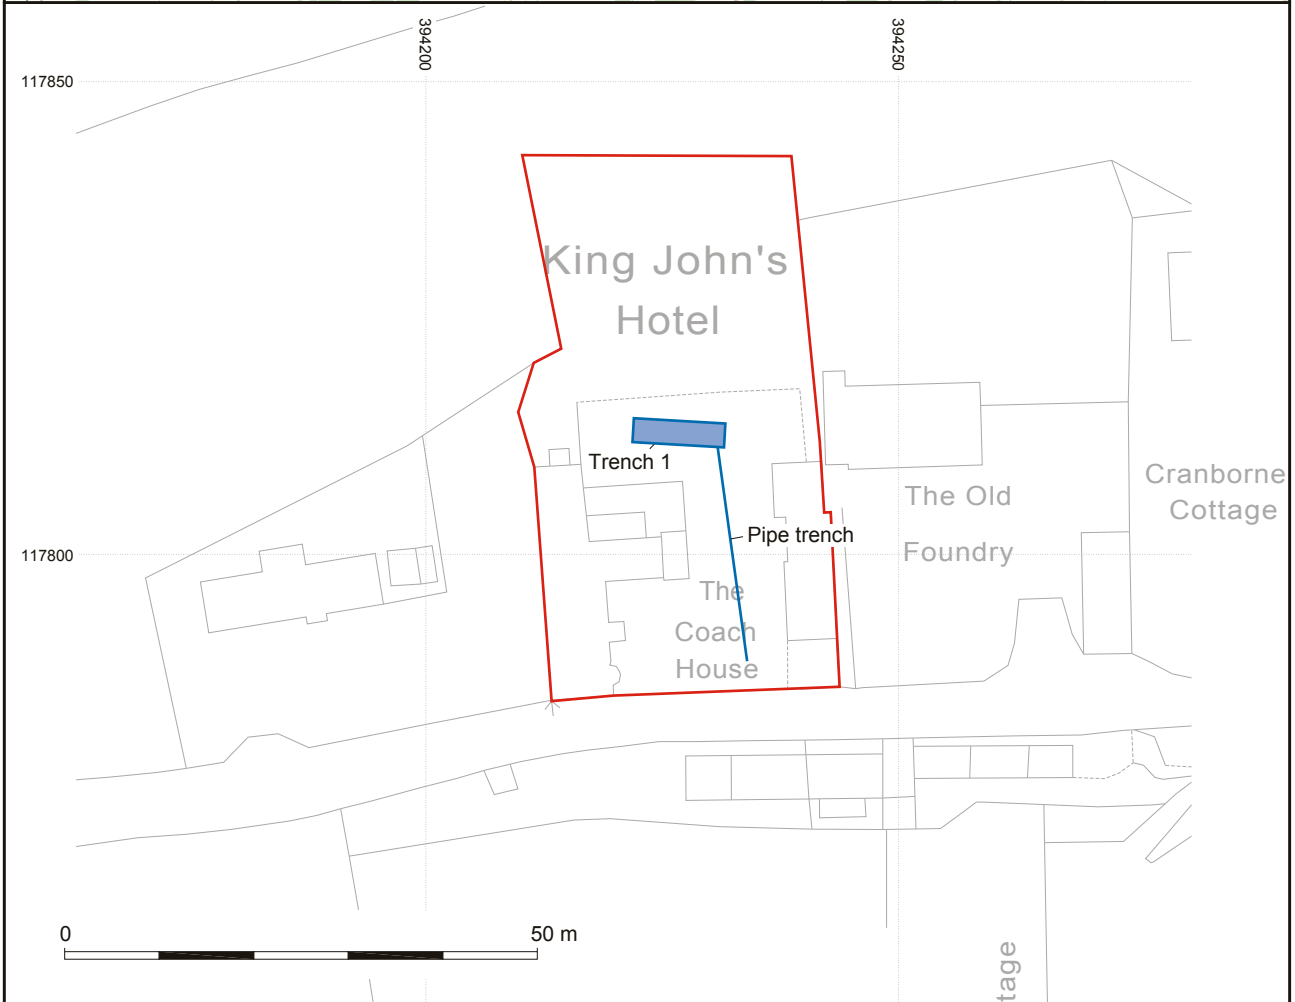 394200
394250
117850
King John's
Hotel
Trench 1
Cranborne
Cottage
The Old
Foundry
Pipe trench
117800
The
Coach
House
0
50 m
tage